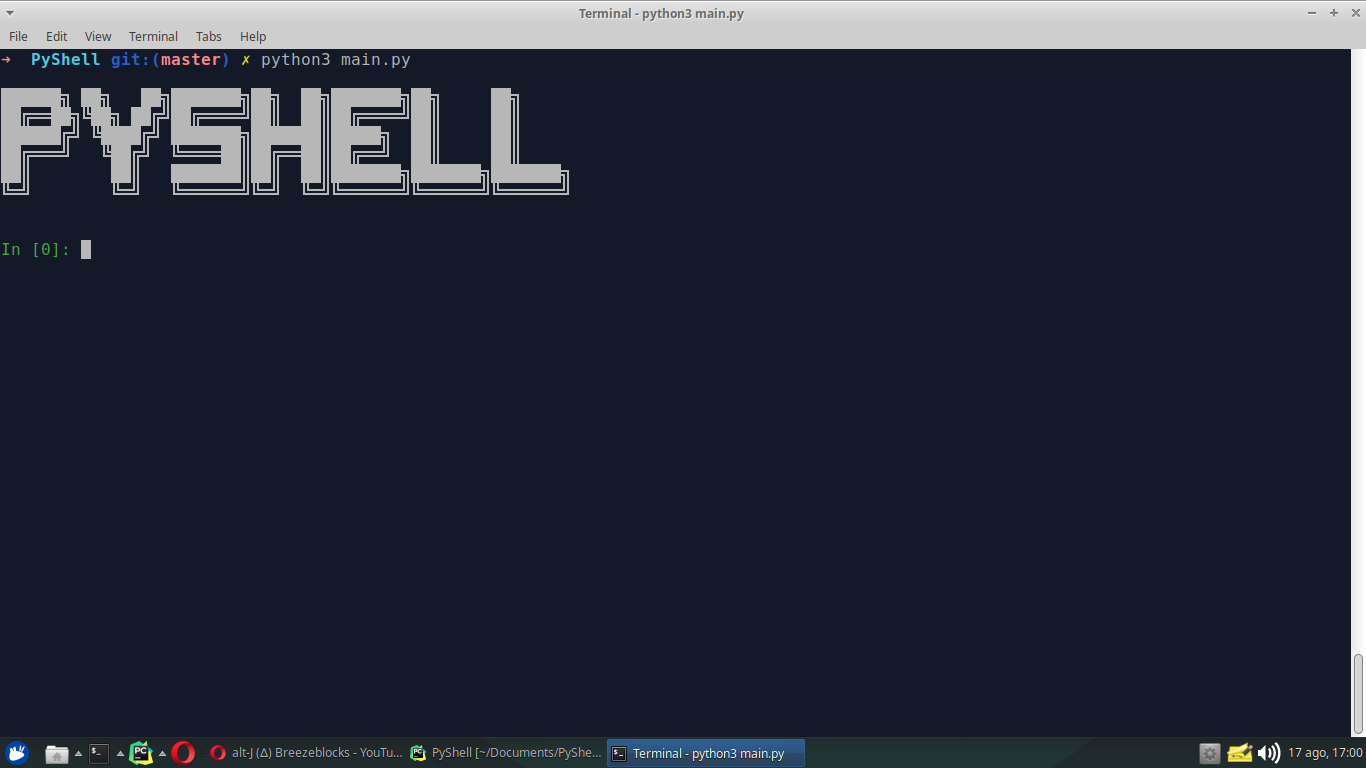 Terminal - python3 main.py
File Edit View Terminal Tabs Help
➜ PyShell git:(master) ✗ python3 main.py
PYSHELL
In [0]:
alt-J (∆) Breezeblocks - YouTu... PyShell [~/Documents/PyShe... Terminal - python3 main.py 17 ago, 17:00